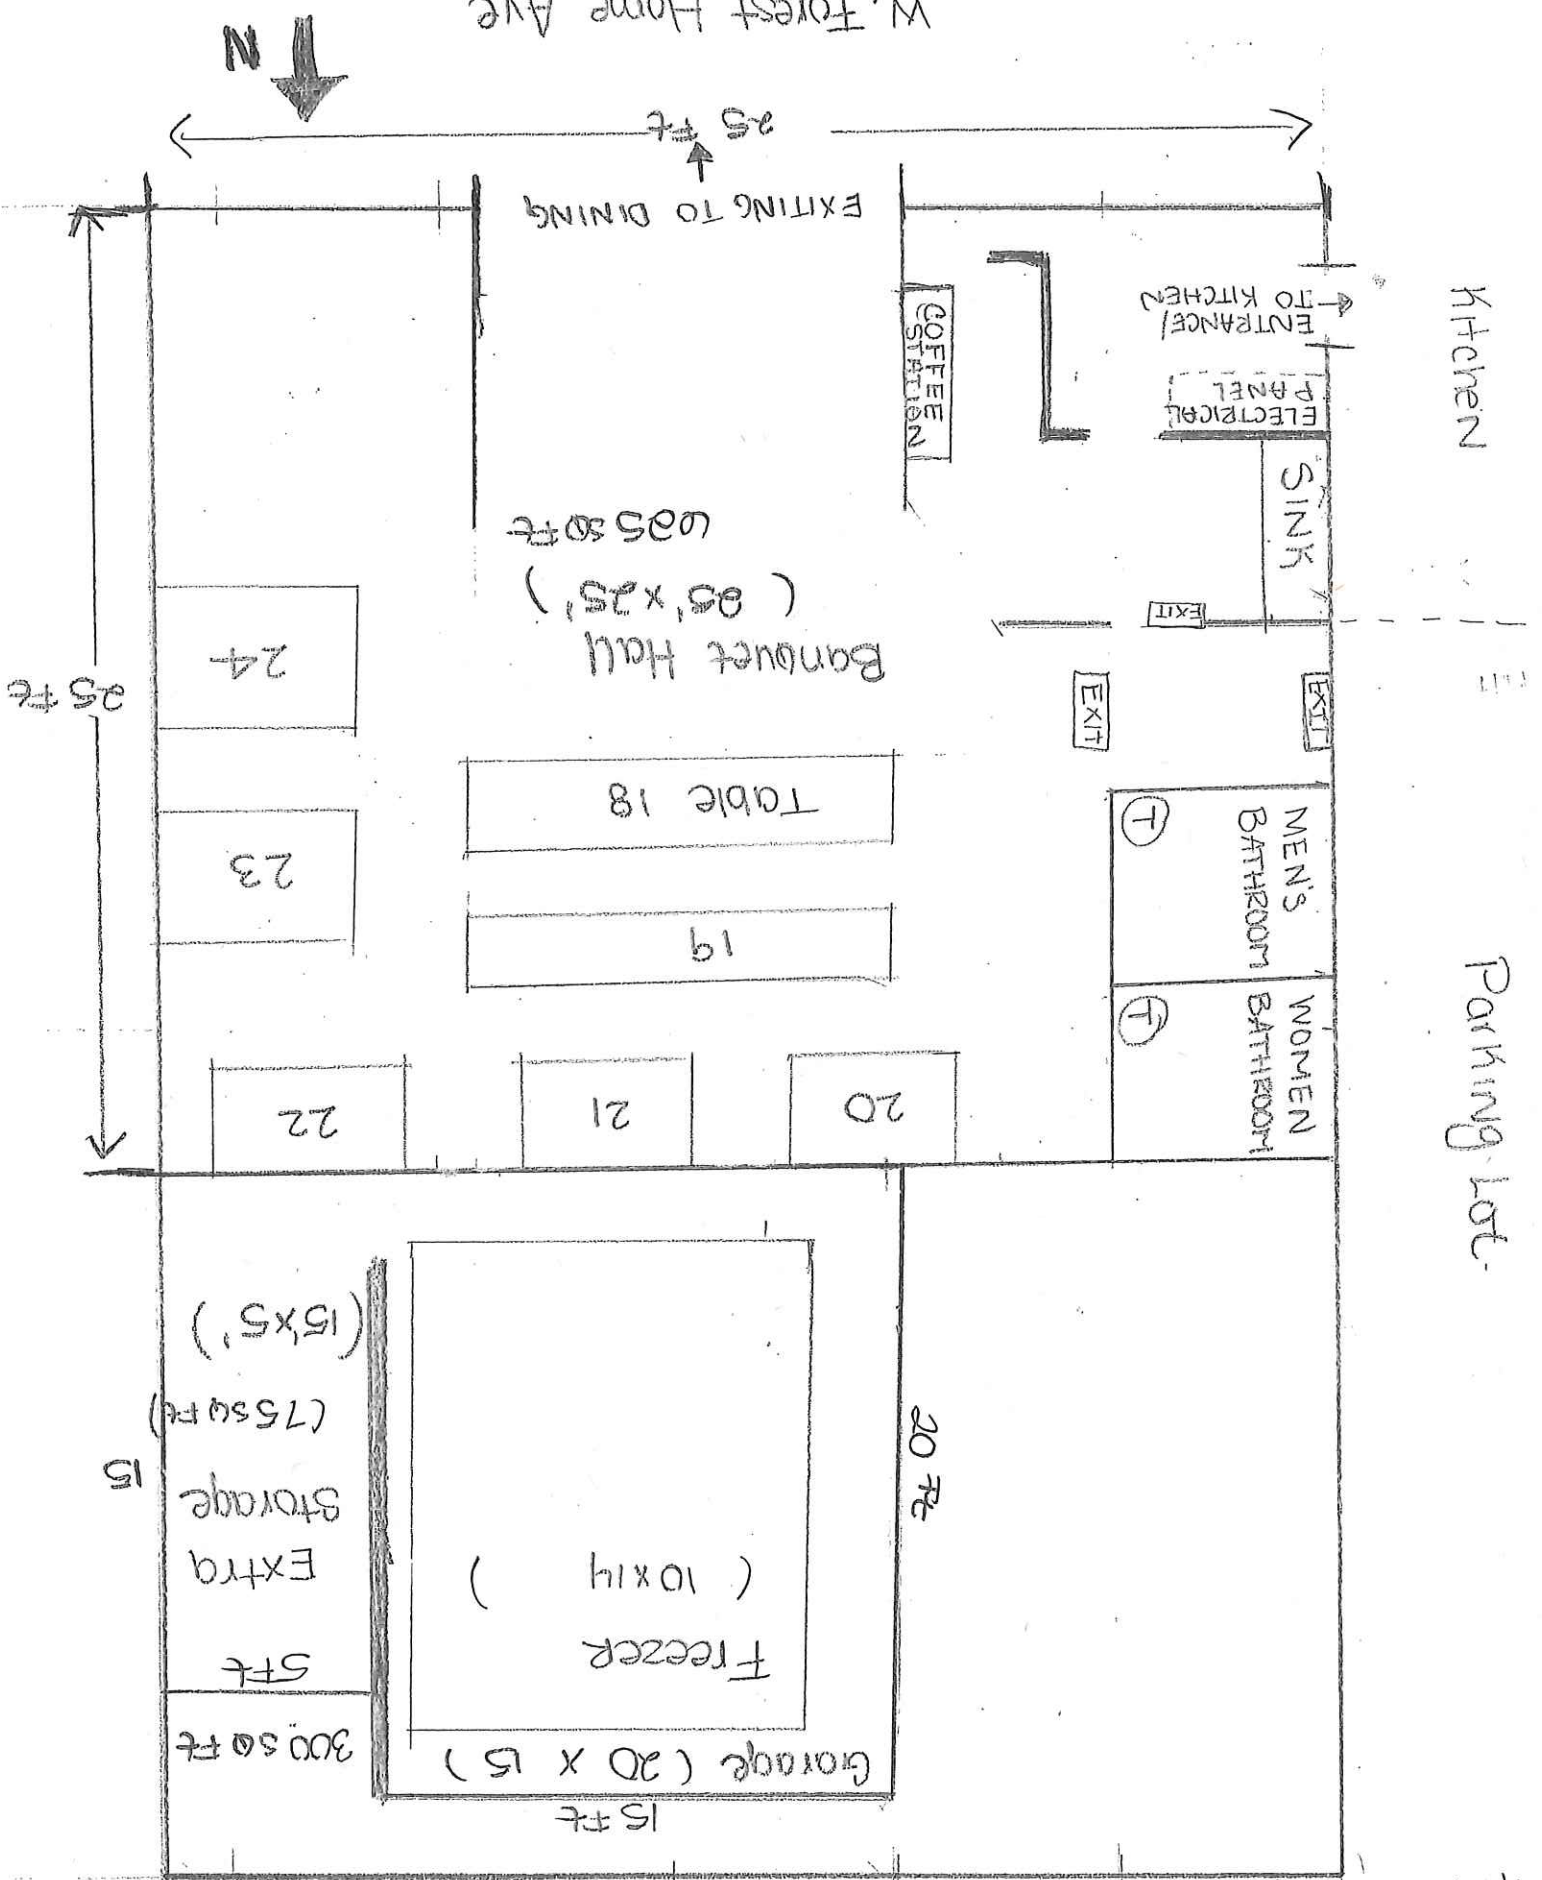 W. Forest Home Ave
N
25 Ft
EXITING TO DINING
25 Ft
COFFEE
STATION
ENTRANCE/
TO KITCHEN
ELECTRICAL
PANEL
SINK
KitcheN
EXIT
EXIT
EXIT
Banquet Hall
(25'x25')
625 SQ Ft
24
23
Table 18
19
22
21
20
MEN'S
BATHROOM
T
WOMEN
BATHROOM
T
Parking Lot.
Extra
Storage
(75 SQ Ft)
(15'x5')
15
5 Ft
300 SQ Ft
Freezer
(10x14)
20 Ft
Garage (20 X 15)
15 Ft